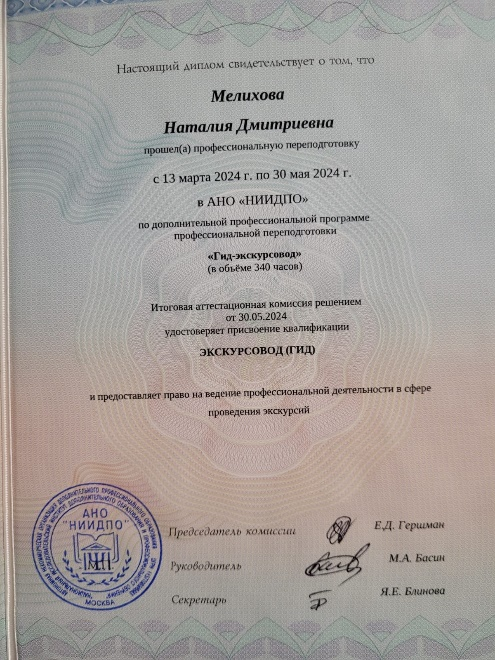 Настоящий диплом свидетельствует о том, что
Мелихова
Наталия Дмитриевна
прошел(а) профессиональную переподготовку
с 13 марта 2024 г. по 30 мая 2024 г.
в АНО «НИИДПО»
по дополнительной профессиональной программе
профессиональной переподготовки
«Гид-экскурсовод»
(в объёме 340 часов)
Итоговая аттестационная комиссия решением
от 30.05.2024
удостоверяет присвоение квалификации
ЭКСКУРСОВОД (ГИД)
и предоставляет право на ведение профессиональной деятельности в сфере
проведения экскурсий
Председатель комиссии
Е.Д. Гершман
Руководитель
М.А. Басин
Секретарь
Я.Е. Блинова
АНО
"НИИДПО"
М.П.
МОСКВА